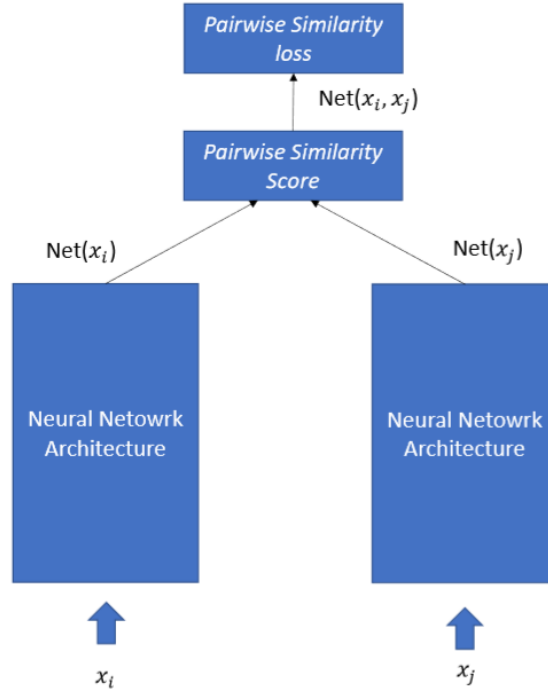 Pairwise Similarity
loss
Net(𝑥ᵢ, 𝑥ⱼ)
Pairwise Similarity
Score
Net(𝑥ᵢ)
Net(𝑥ⱼ)
Neural Netowrk
Architecture
Neural Netowrk
Architecture
𝑥ᵢ
𝑥ⱼ